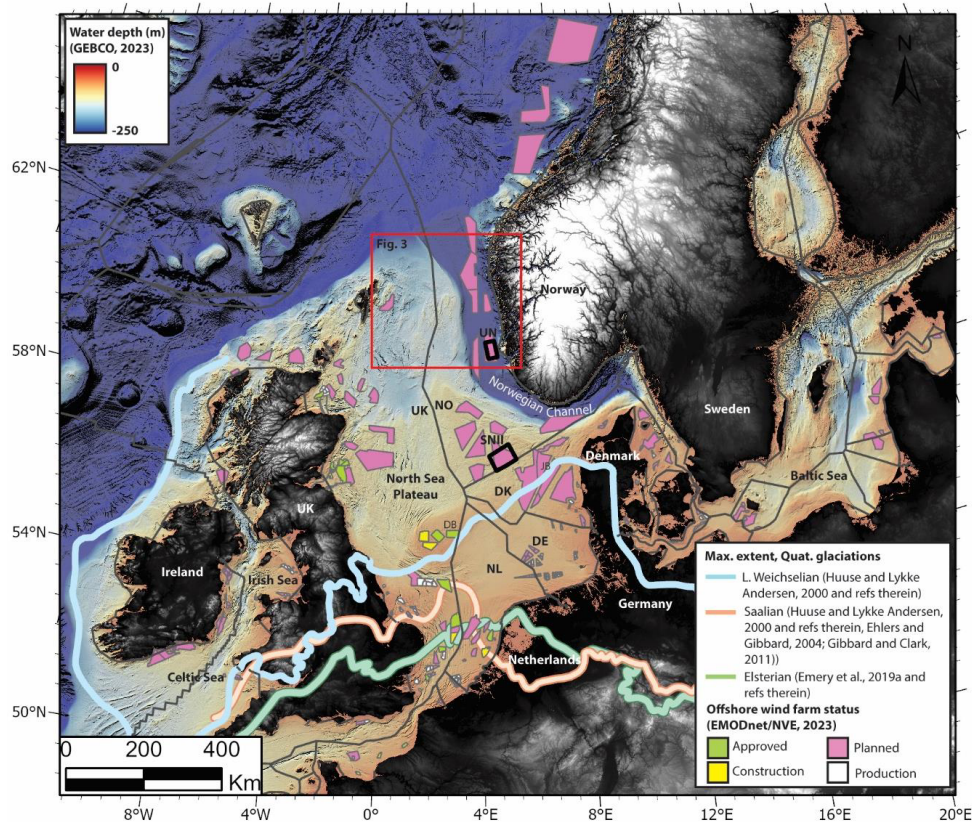 Water depth (m)
(GEBCO, 2023)
0
-250
N
62°N
58°N
54°N
50°N
Fig. 3
Norway
UN
Norwegian Channel
UK
NO
Sweden
SNII
Denmark
JB
North Sea
Plateau
DK
Baltic Sea
UK
DB
DE
Ireland
Irish Sea
NL
Germany
Netherlands
Celtic Sea
Max. extent, Quat. glaciations
L. Weichselian (Huuse and Lykke
Andersen, 2000 and refs therein)
Saalian (Huuse and Lykke Andersen,
2000 and refs therein, Ehlers and
Gibbard, 2004; Gibbard and Clark,
2011))
Elsterian (Emery et al., 2019a and
refs therein)
Offshore wind farm status
(EMODnet/NVE, 2023)
Approved
Planned
Construction
Production
0 200 400
Km
8°W 4°W 0° 4°E 8°E 12°E 16°E 20°E